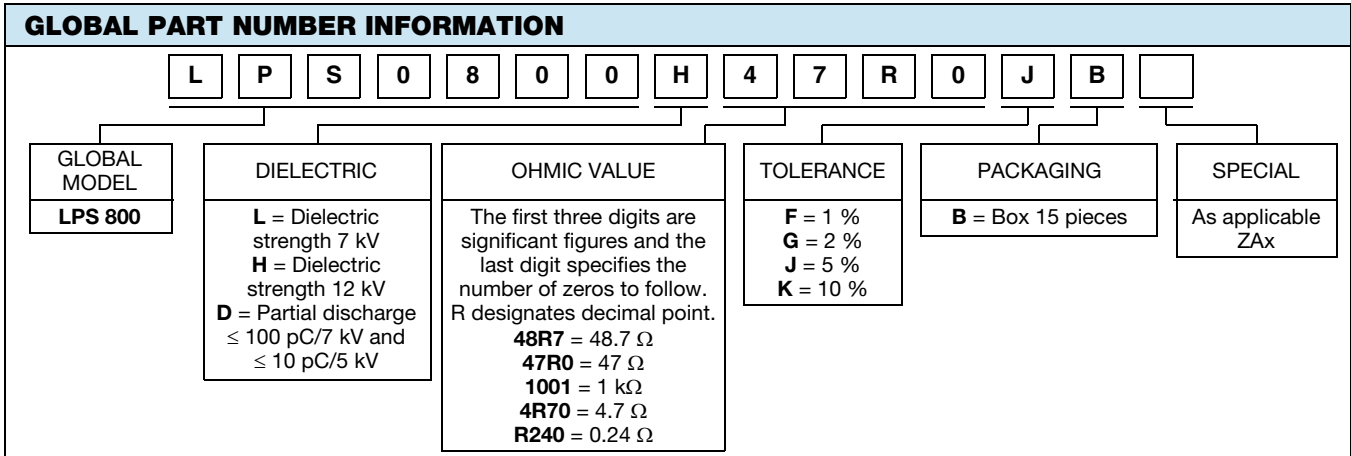 GLOBAL PART NUMBER INFORMATION
L P S 0 8 0 0 H 4 7 R 0 J B
GLOBAL
MODEL
LPS 800
DIELECTRIC
L = Dielectric
strength 7 kV
H = Dielectric
strength 12 kV
D = Partial discharge
≤ 100 pC/7 kV and
≤ 10 pC/5 kV
OHMIC VALUE
The first three digits are
significant figures and the
last digit specifies the
number of zeros to follow.
R designates decimal point.
48R7 = 48.7 Ω
47R0 = 47 Ω
1001 = 1 kΩ
4R70 = 4.7 Ω
R240 = 0.24 Ω
TOLERANCE
F = 1 %
G = 2 %
J = 5 %
K = 10 %
PACKAGING
B = Box 15 pieces
SPECIAL
As applicable
ZAx